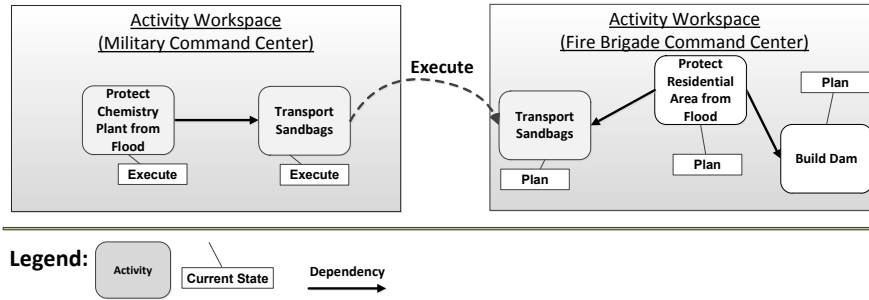 Activity Workspace
(Military Command Center)
Protect
Chemistry
Plant from
Flood
Execute
Transport
Sandbags
Execute
Execute
Activity Workspace
(Fire Brigade Command Center)
Transport
Sandbags
Plan
Protect
Residential
Area from
Flood
Plan
Plan
Build Dam
Legend:
Activity
Current State
Dependency